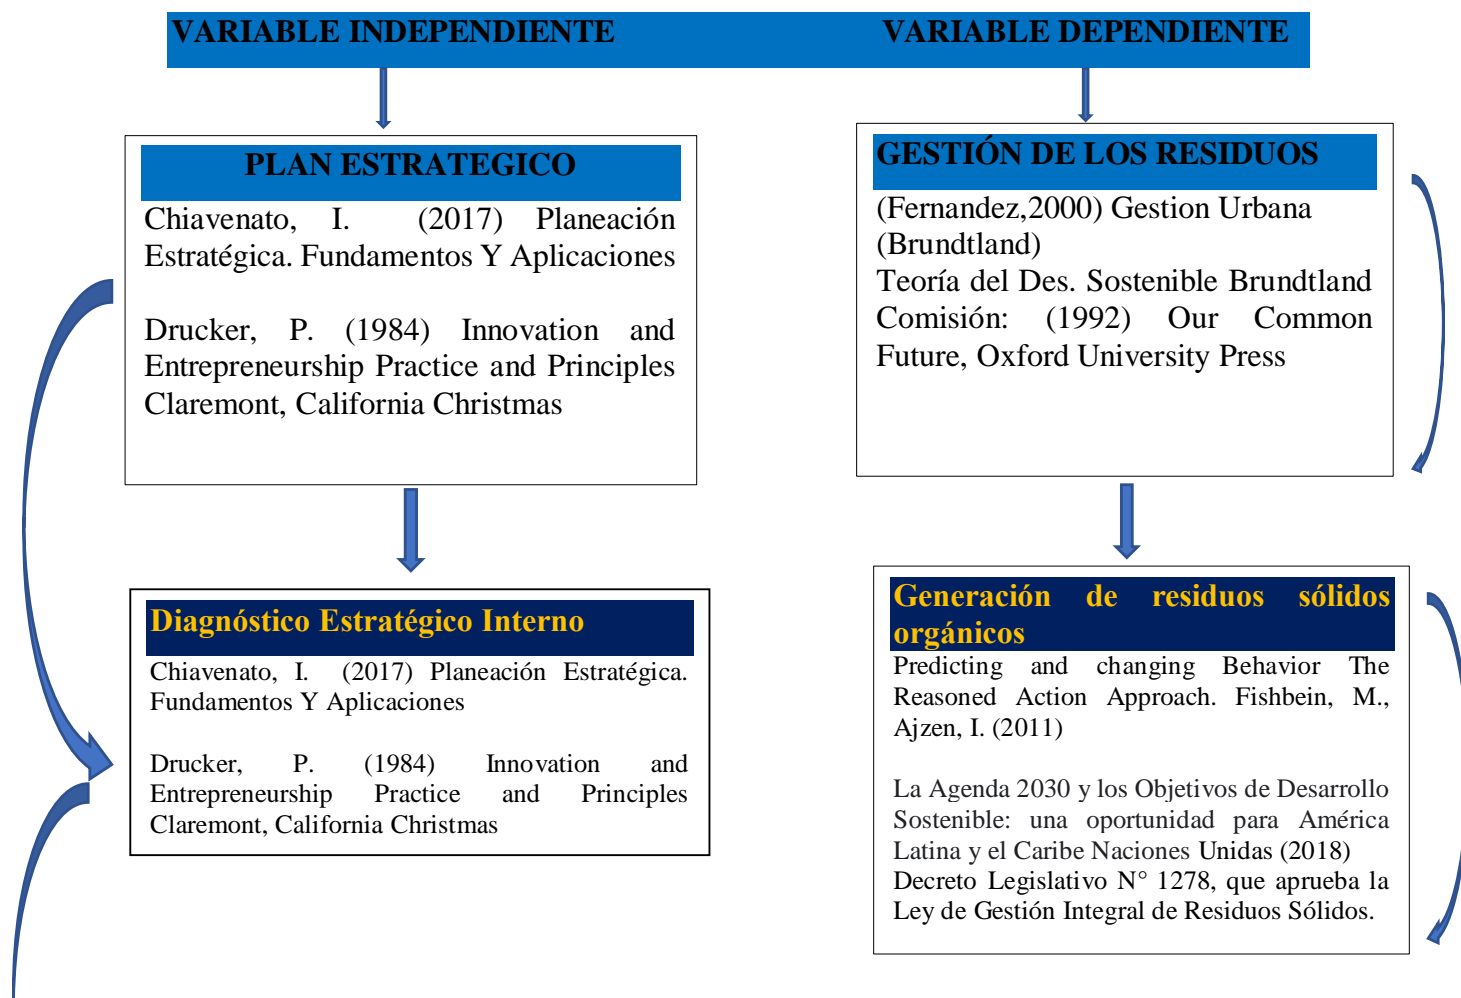 VARIABLE INDEPENDIENTE VARIABLE DEPENDIENTE
PLAN ESTRATEGICO
Chiavenato, I. (2017) Planeación
Estratégica. Fundamentos Y Aplicaciones
Drucker, P. (1984) Innovation and
Entrepreneurship Practice and Principles
Claremont, California Christmas
GESTIÓN DE LOS RESIDUOS
(Fernandez,2000) Gestion Urbana
(Brundtland)
Teoría del Des. Sostenible Brundtland
Comisión: (1992) Our Common
Future, Oxford University Press
Diagnóstico Estratégico Interno
Chiavenato, I. (2017) Planeación Estratégica.
Fundamentos Y Aplicaciones
Drucker, P. (1984) Innovation and
Entrepreneurship Practice and Principles
Claremont, California Christmas
Generación de residuos sólidos
orgánicos
Predicting and changing Behavior The
Reasoned Action Approach. Fishbein, M.,
Ajzen, I. (2011)
La Agenda 2030 y los Objetivos de Desarrollo
Sostenible: una oportunidad para América
Latina y el Caribe Naciones Unidas (2018)
Decreto Legislativo N° 1278, que aprueba la
Ley de Gestión Integral de Residuos Sólidos.